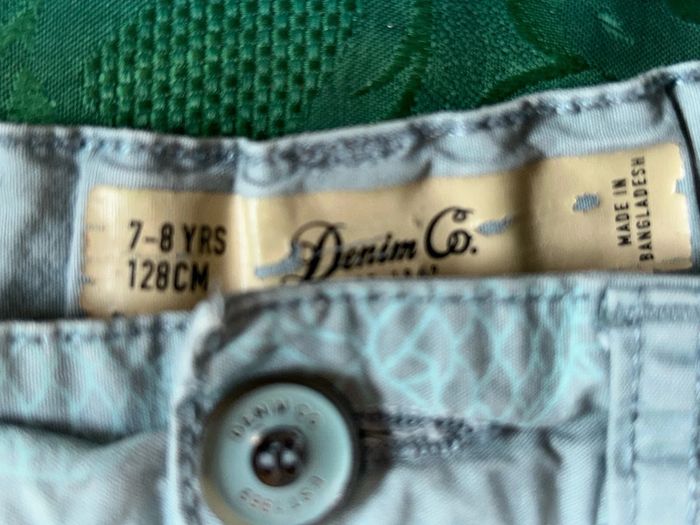 7-8 YRS
128CM
Denim Co.
MADE IN
BANGLADESH
DENIM CO.